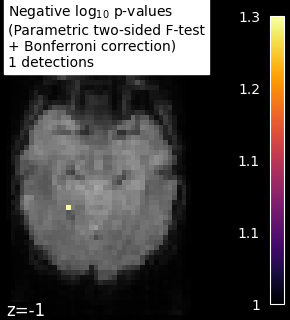 Negative log₁₀ p-values
(Parametric two-sided F-test
+ Bonferroni correction)
1 detections
1.3
1.2
1.1
1.1
1
z=-1